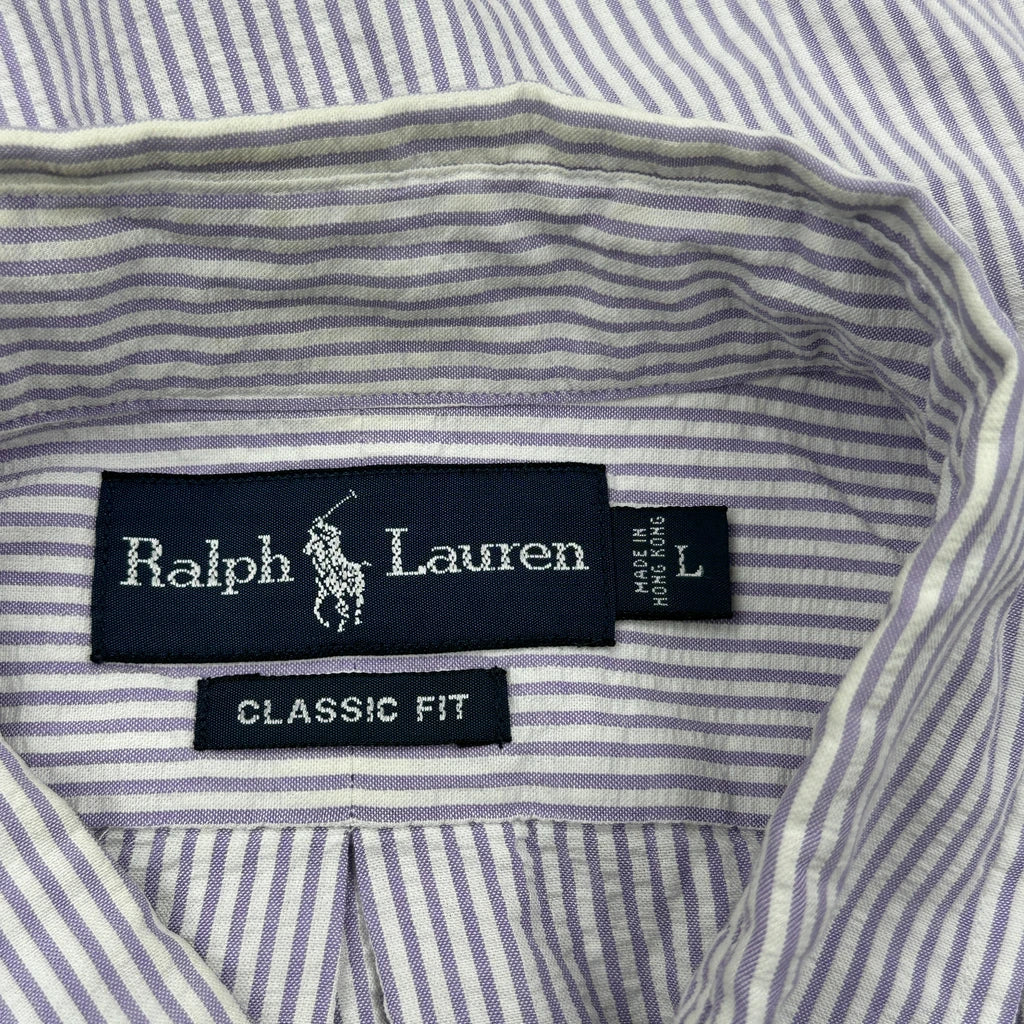 Ralph Lauren
MADE IN
HONG KONG
L
CLASSIC FIT